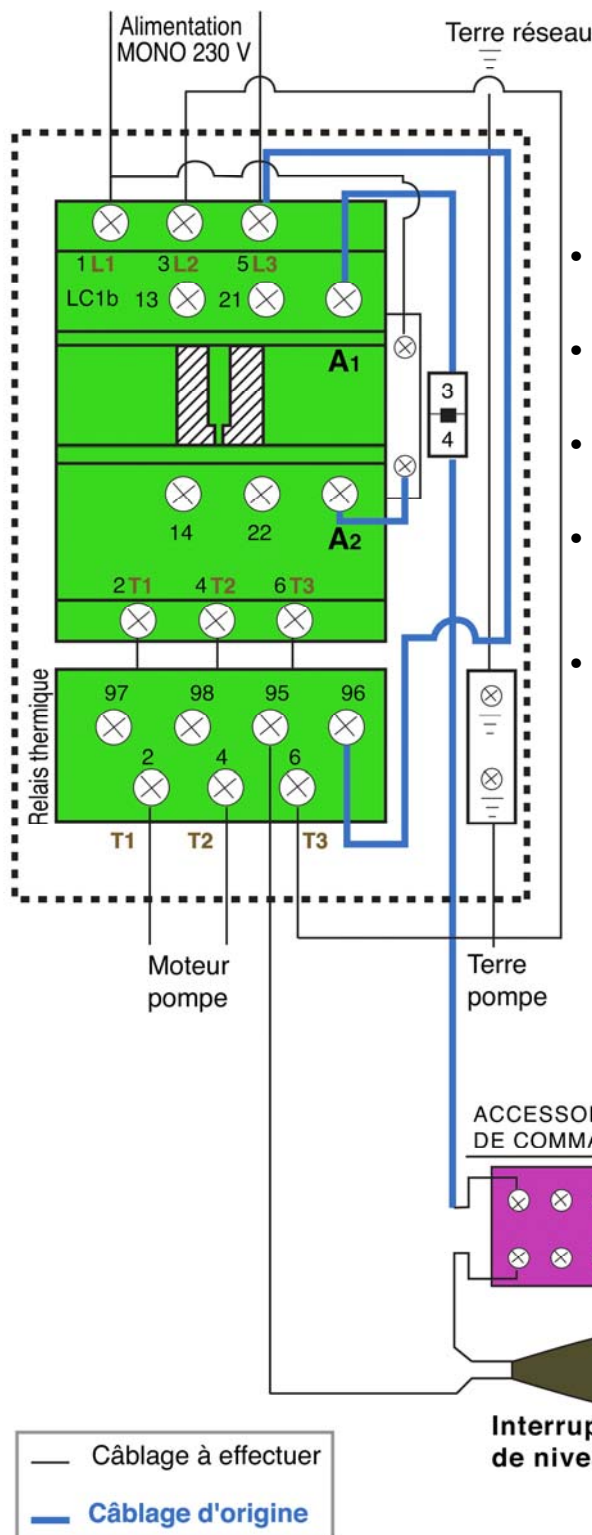 Alimentation
MONO 230 V
Terre réseau
1 L1 3 L2 5 L3
LC1b 13 21
A1
3
4
14 22 A2
2 T1 4 T2 6 T3
Relais thermique
97 98 95 96
2 4 6
T1 T2 T3
Moteur
pompe
Terre
pompe
ACCESSO
DE COMMA
Interrup
de nive
Câblage à effectuer
Câblage d'origine